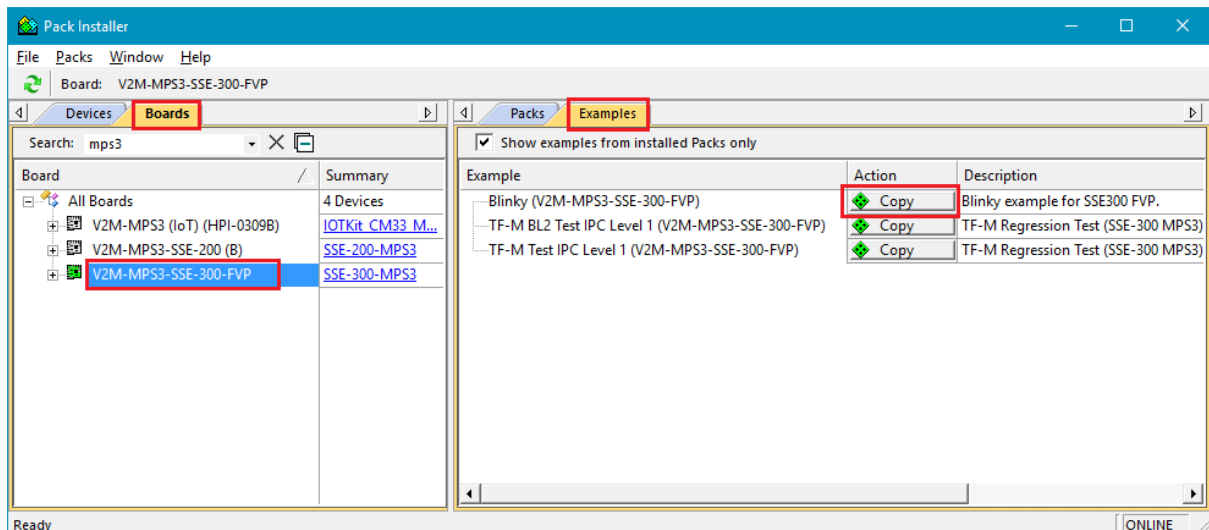 Pack Installer
File Packs Window Help
Board: V2M-MPS3-SSE-300-FVP
Devices Boards
Search: mps3
Board Summary
All Boards 4 Devices
V2M-MPS3 (IoT) (HPI-0309B) IOTKit_CM33_M...
V2M-MPS3-SSE-200 (B) SSE-200-MPS3
V2M-MPS3-SSE-300-FVP SSE-300-MPS3
Packs Examples
Show examples from installed Packs only
Example Action Description
Blinky (V2M-MPS3-SSE-300-FVP) Copy Blinky example for SSE300 FVP.
TF-M BL2 Test IPC Level 1 (V2M-MPS3-SSE-300-FVP) Copy TF-M Regression Test (SSE-300 MPS3)
TF-M Test IPC Level 1 (V2M-MPS3-SSE-300-FVP) Copy TF-M Regression Test (SSE-300 MPS3)
Ready ONLINE